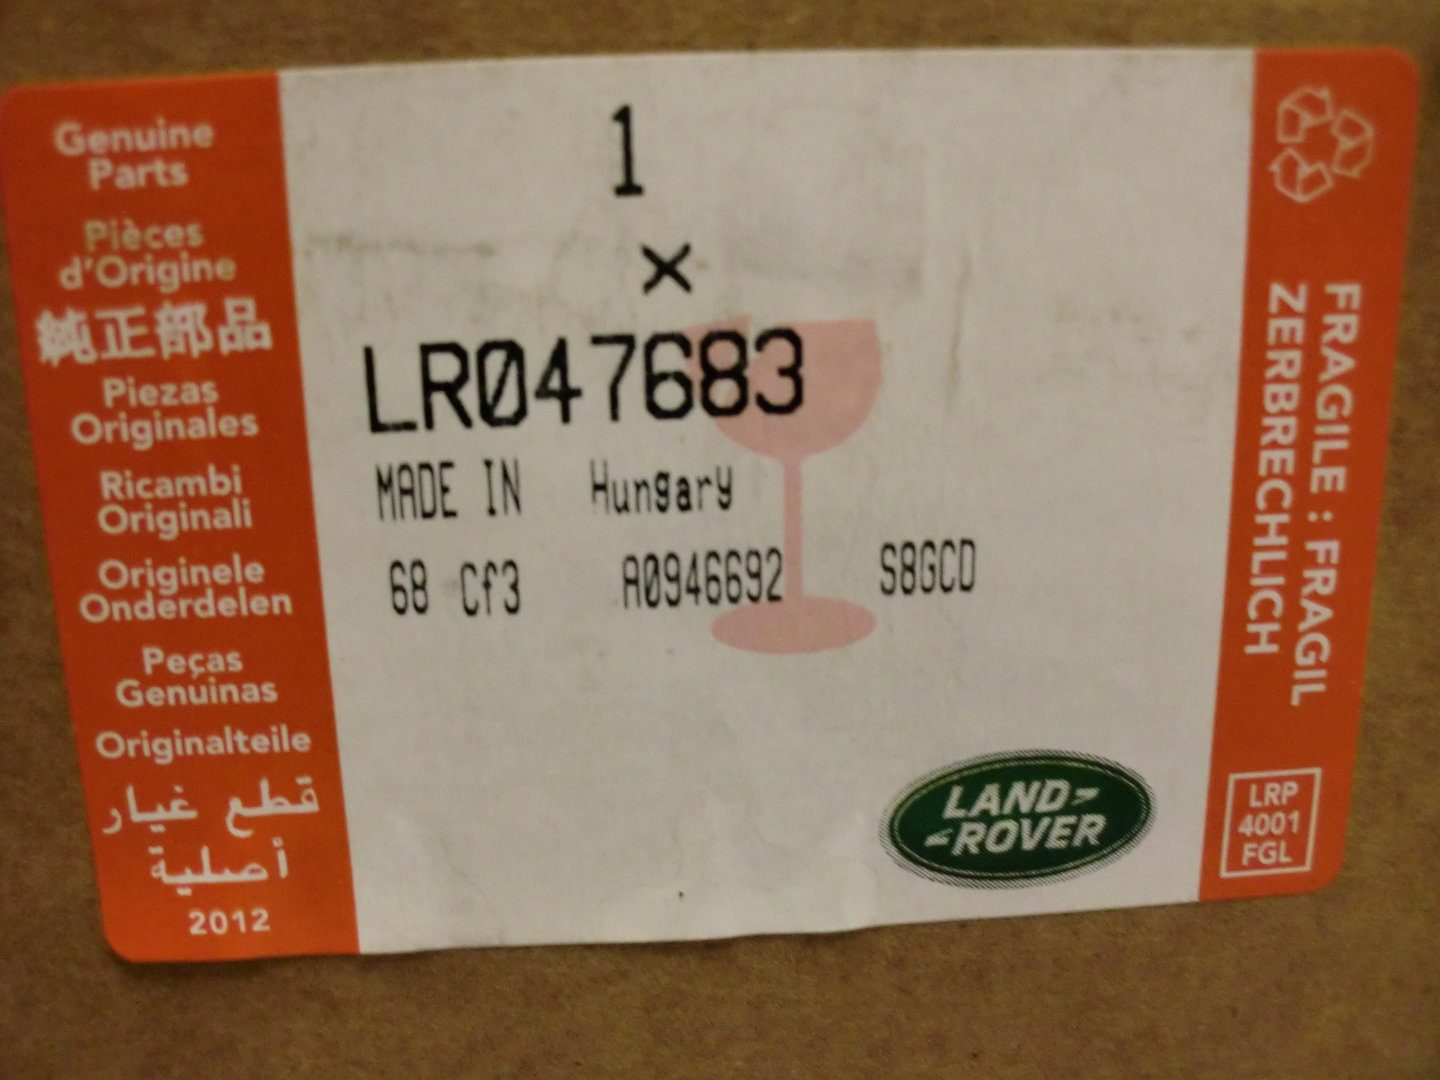 Genuine
Parts
Pièces
d'Origine
純正部品
Piezas
Originales
Ricambi
Originali
Originele
Onderdelen
Peças
Genuinas
Originalteile
قطع غيار
أصلية
2012
1
×
LR047683
MADE IN Hungary
68 Cf3 A0946692 S8GCD
LAND
ROVER
FRAGILE : FRAGIL
ZERBRECHLICH
LRP
4001
FGL